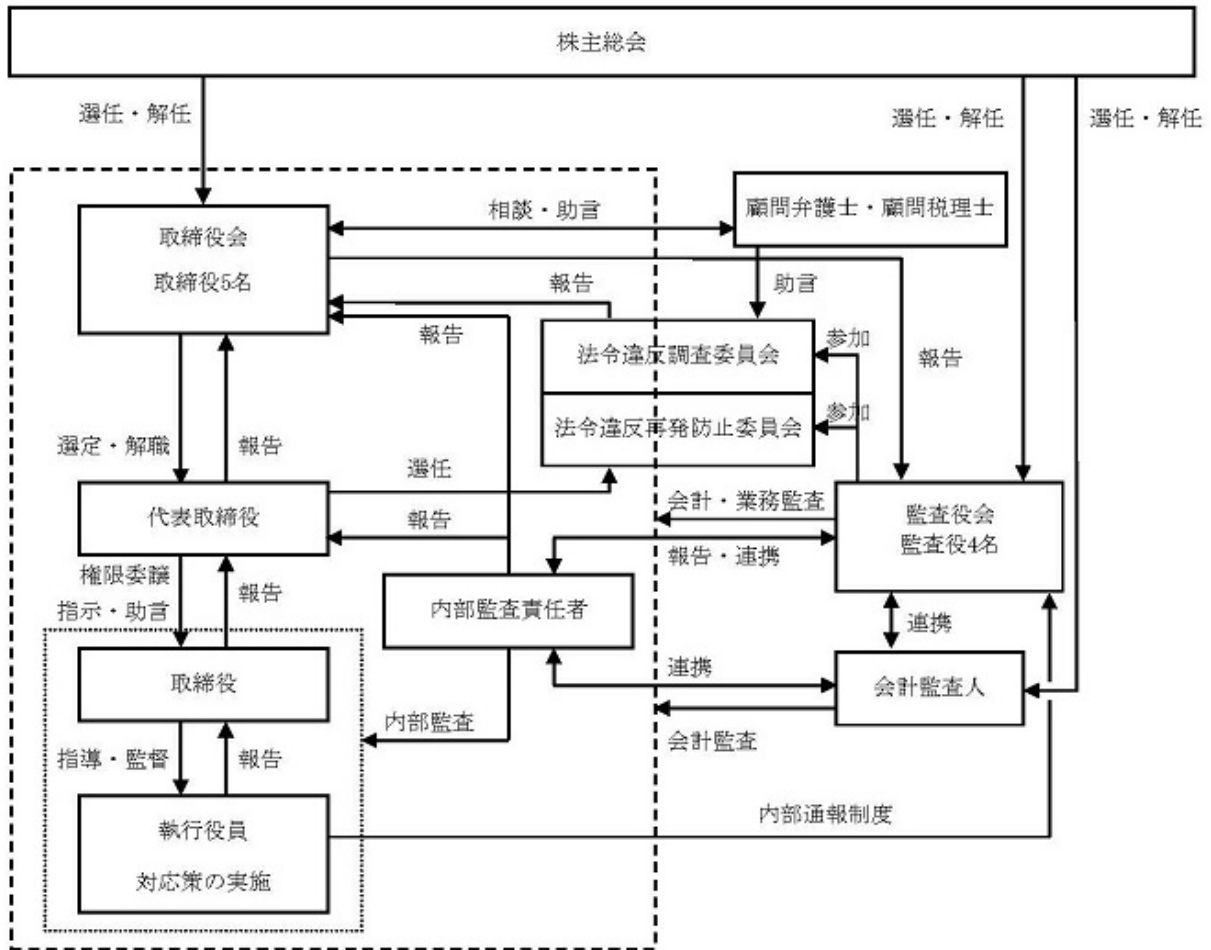 株主総会
選任・解任
選任・解任
選任・解任
顧問弁護士・顧問税理士
相談・助言
取締役会
取締役5名
報告
助言
報告
法令違反調査委員会
参加
報告
法令違反再発防止委員会
参加
選定・解職
報告
選任
会計・業務監査
監査役会
監査役4名
代表取締役
報告
報告・連携
権限委譲
指示・助言
報告
内部監査責任者
連携
取締役
連携
会計監査人
内部監査
会計監査
指導・監督
報告
内部通報制度
執行役員
対応策の実施